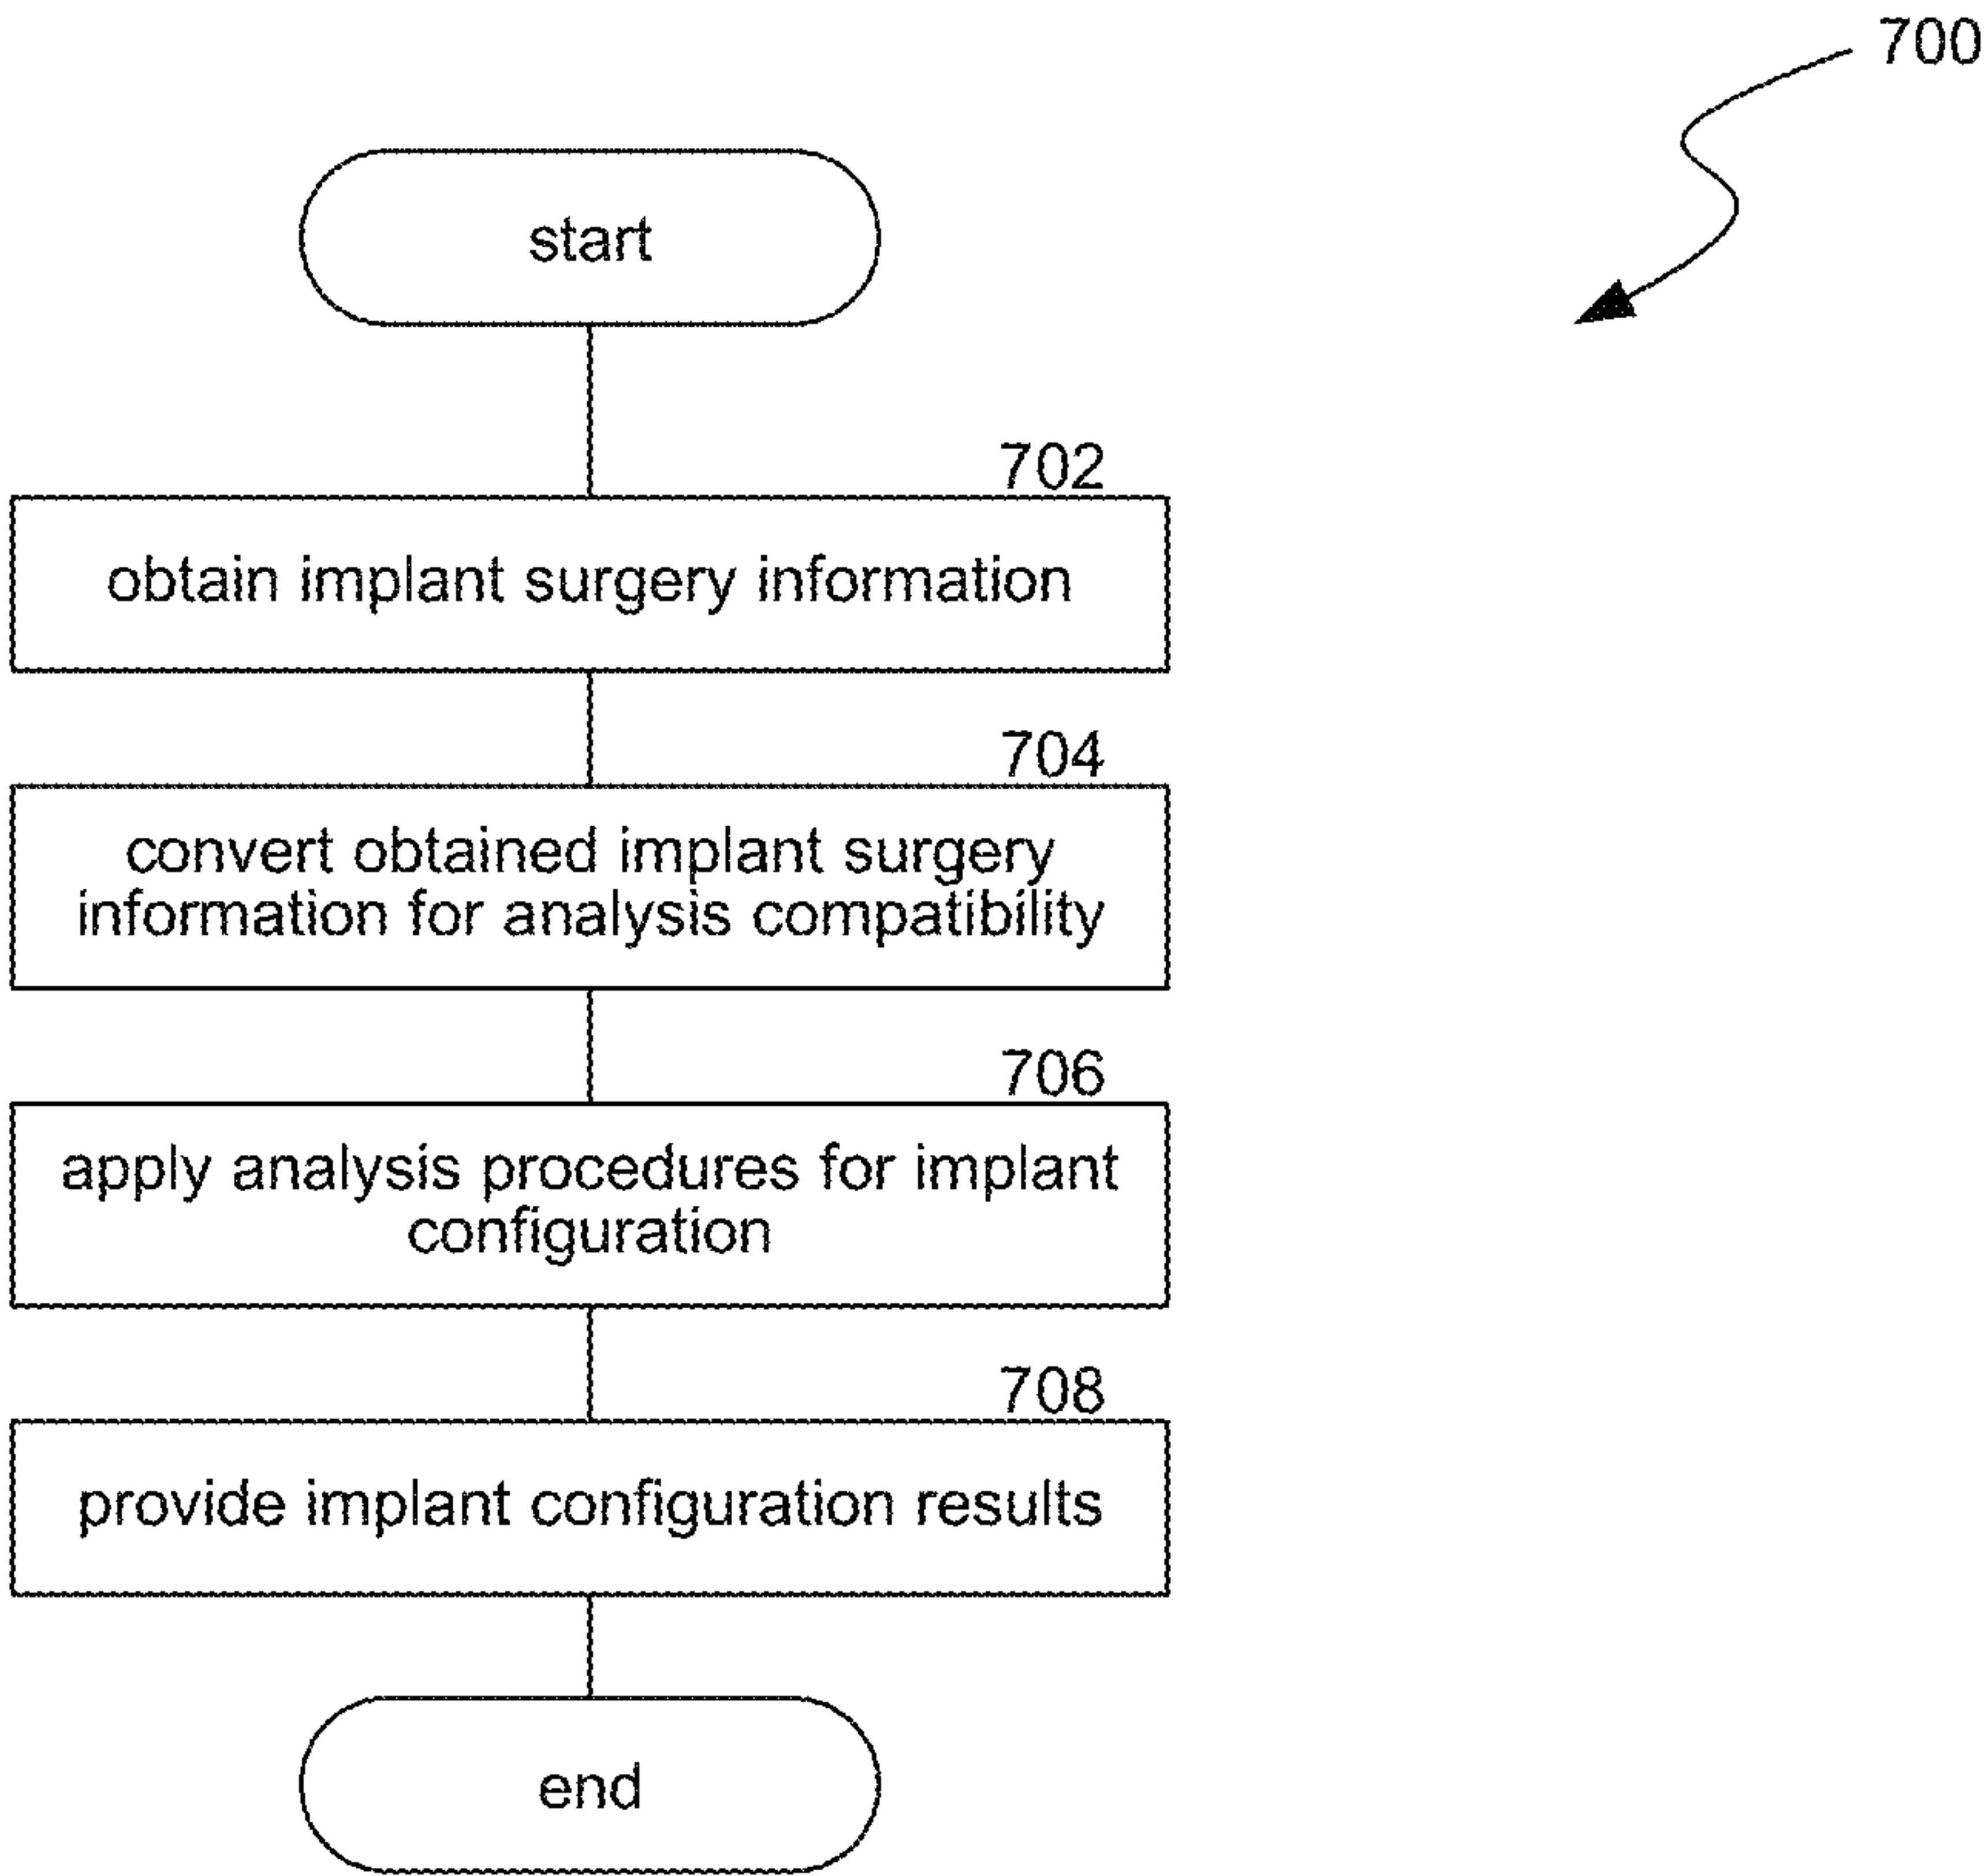 700
start
702
obtain implant surgery information
704
convert obtained implant surgery
information for analysis compatibility
706
apply analysis procedures for implant
configuration
708
provide implant configuration results
end